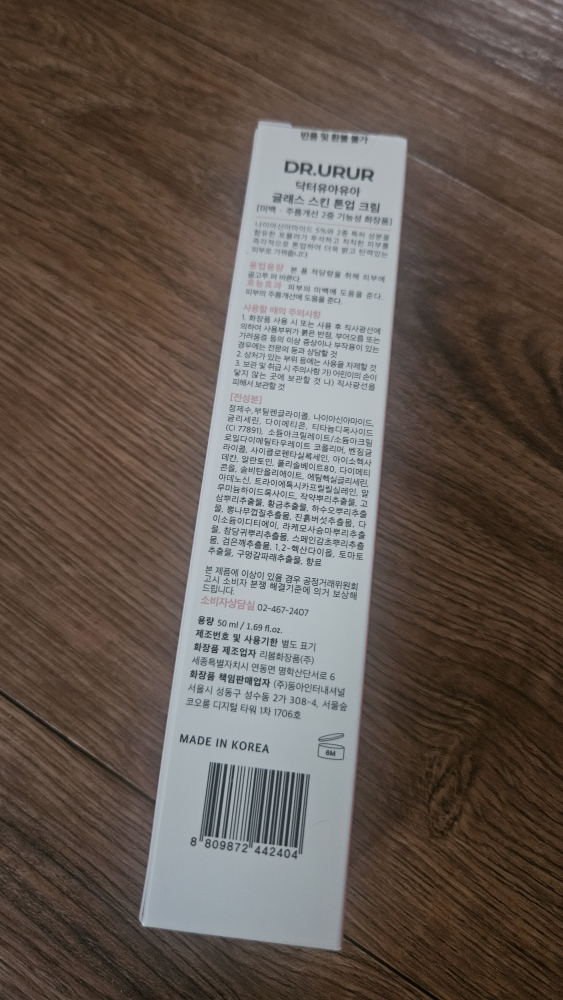 반품 및 환불 불가
DR.URUR
닥터유아유아
글래스 스킨 톤업 크림
[미백 · 주름개선 2중 기능성 화장품]
나이아신아마이드 5%와 2중 특허 성분을
함유한 포뮬러가 푸석하고 칙칙한 피부를
즉각적으로 톤업하여 더욱 밝고 탄력있는
피부로 가꿔줍니다.
용법용량 본 품 적당량을 취해 피부에
골고루 펴 바른다.
효능효과 피부의 미백에 도움을 준다.
피부의 주름개선에 도움을 준다.
사용할 때의 주의사항
1. 화장품 사용 시 또는 사용 후 직사광선에
의하여 사용부위가 붉은 반점, 부어오름 또는
가려움증 등의 이상 증상이나 부작용이 있는
경우에는 전문의 등과 상담할 것
2. 상처가 있는 부위 등에는 사용을 자제할 것
3. 보관 및 취급 시 주의사항 가) 어린이의 손이
닿지 않는 곳에 보관할 것 나) 직사광선을
피해서 보관할 것
[전성분]
정제수, 부틸렌글라이콜, 나이아신아마이드,
글리세린, 다이메티콘, 티타늄디옥사이드
(CI 77891), 소듐아크릴레이트/소듐아크릴
로일다이메틸타우레이트 코폴리머, 펜틸렌글
라이콜, 사이클로펜타실록세인, 아이소헥사
데칸, 알란토인, 폴리솔베이트80, 다이메티
콘올, 솔비탄올리에이트, 에틸헥실글리세린,
아데노신, 트라이에톡시카프릴릴실레인, 알
루미늄하이드록사이드, 작약뿌리추출물, 고
삼뿌리추출물, 황금추출물, 하수오뿌리추출
물, 뽕나무껍질추출물, 진흙버섯추출물, 다
이소듐이디티에이, 라케모사승마뿌리추출
물, 참당귀뿌리추출물, 스페인감초뿌리추출
물, 검은깨추출물, 1,2-헥산다이올, 토마토
추출물, 구멍갈파래추출물, 향료
본 제품에 이상이 있을 경우 공정거래위원회
고시 소비자 분쟁 해결기준에 의거 보상해
드립니다.
소비자상담실 02-467-2407
용량 50 ml / 1.69 fl.oz.
제조번호 및 사용기한 별도 표기
화장품 제조업자 리봄화장품(주)
세종특별자치시 연동면 명학산단서로 6
화장품 책임판매업자 (주)동아인터내셔널
서울시 성동구 성수동 2가 308-4, 서울숲
코오롱 디지털 타워 1차 1706호
MADE IN KOREA
6M
8 809872 442404